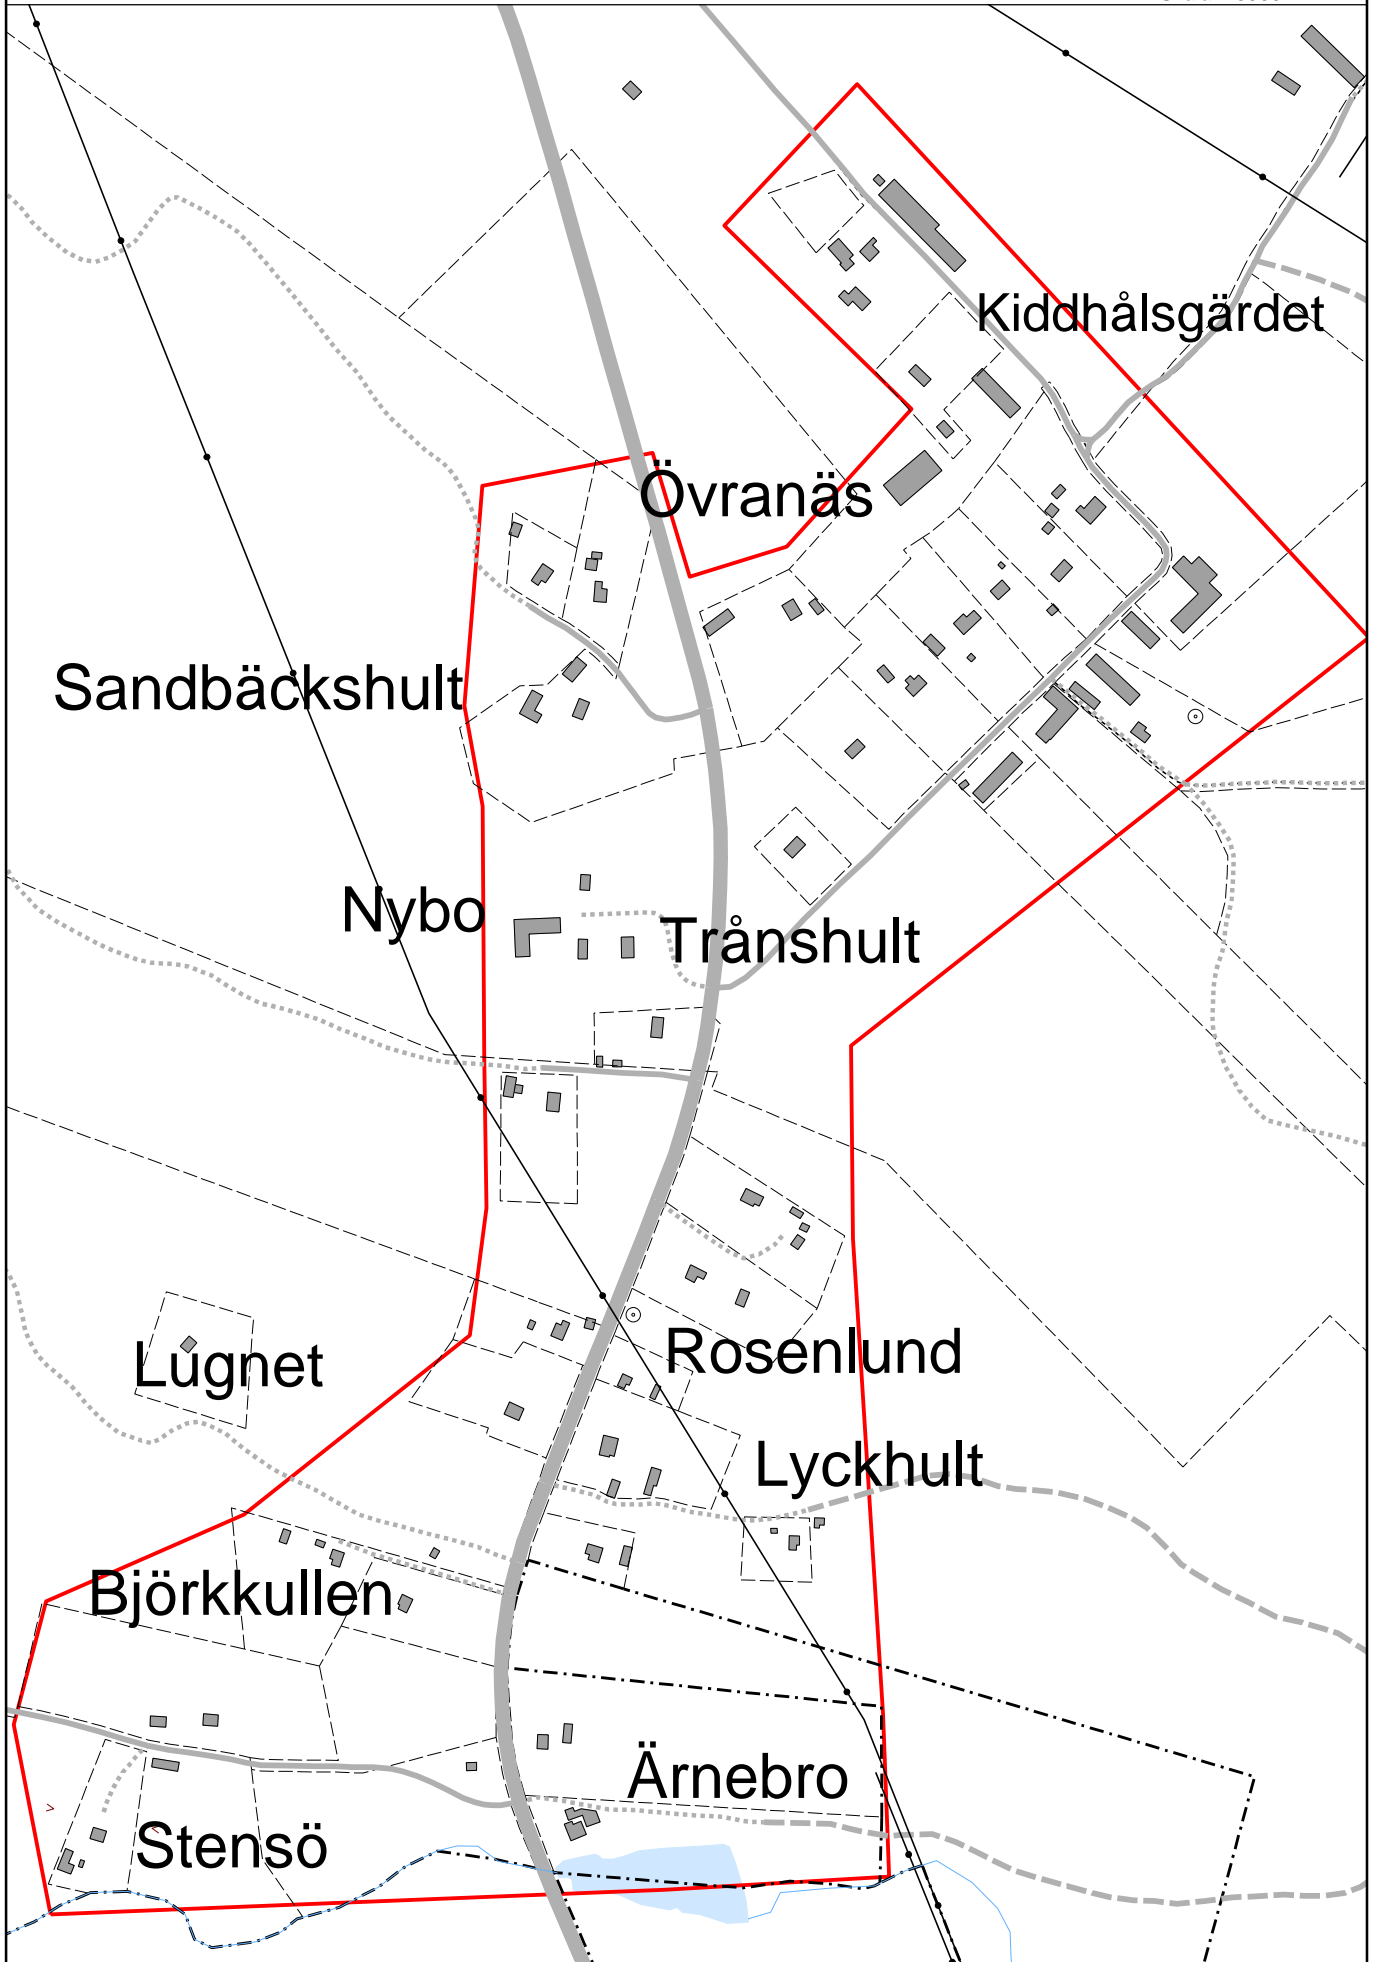 Kiddhålsgärdet
Övranäs
Sandbäckshult
Nybo
Trånshult
Rosenlund
Lugnet
Lyckhult
Björkkullen
Ärnebro
Stensö